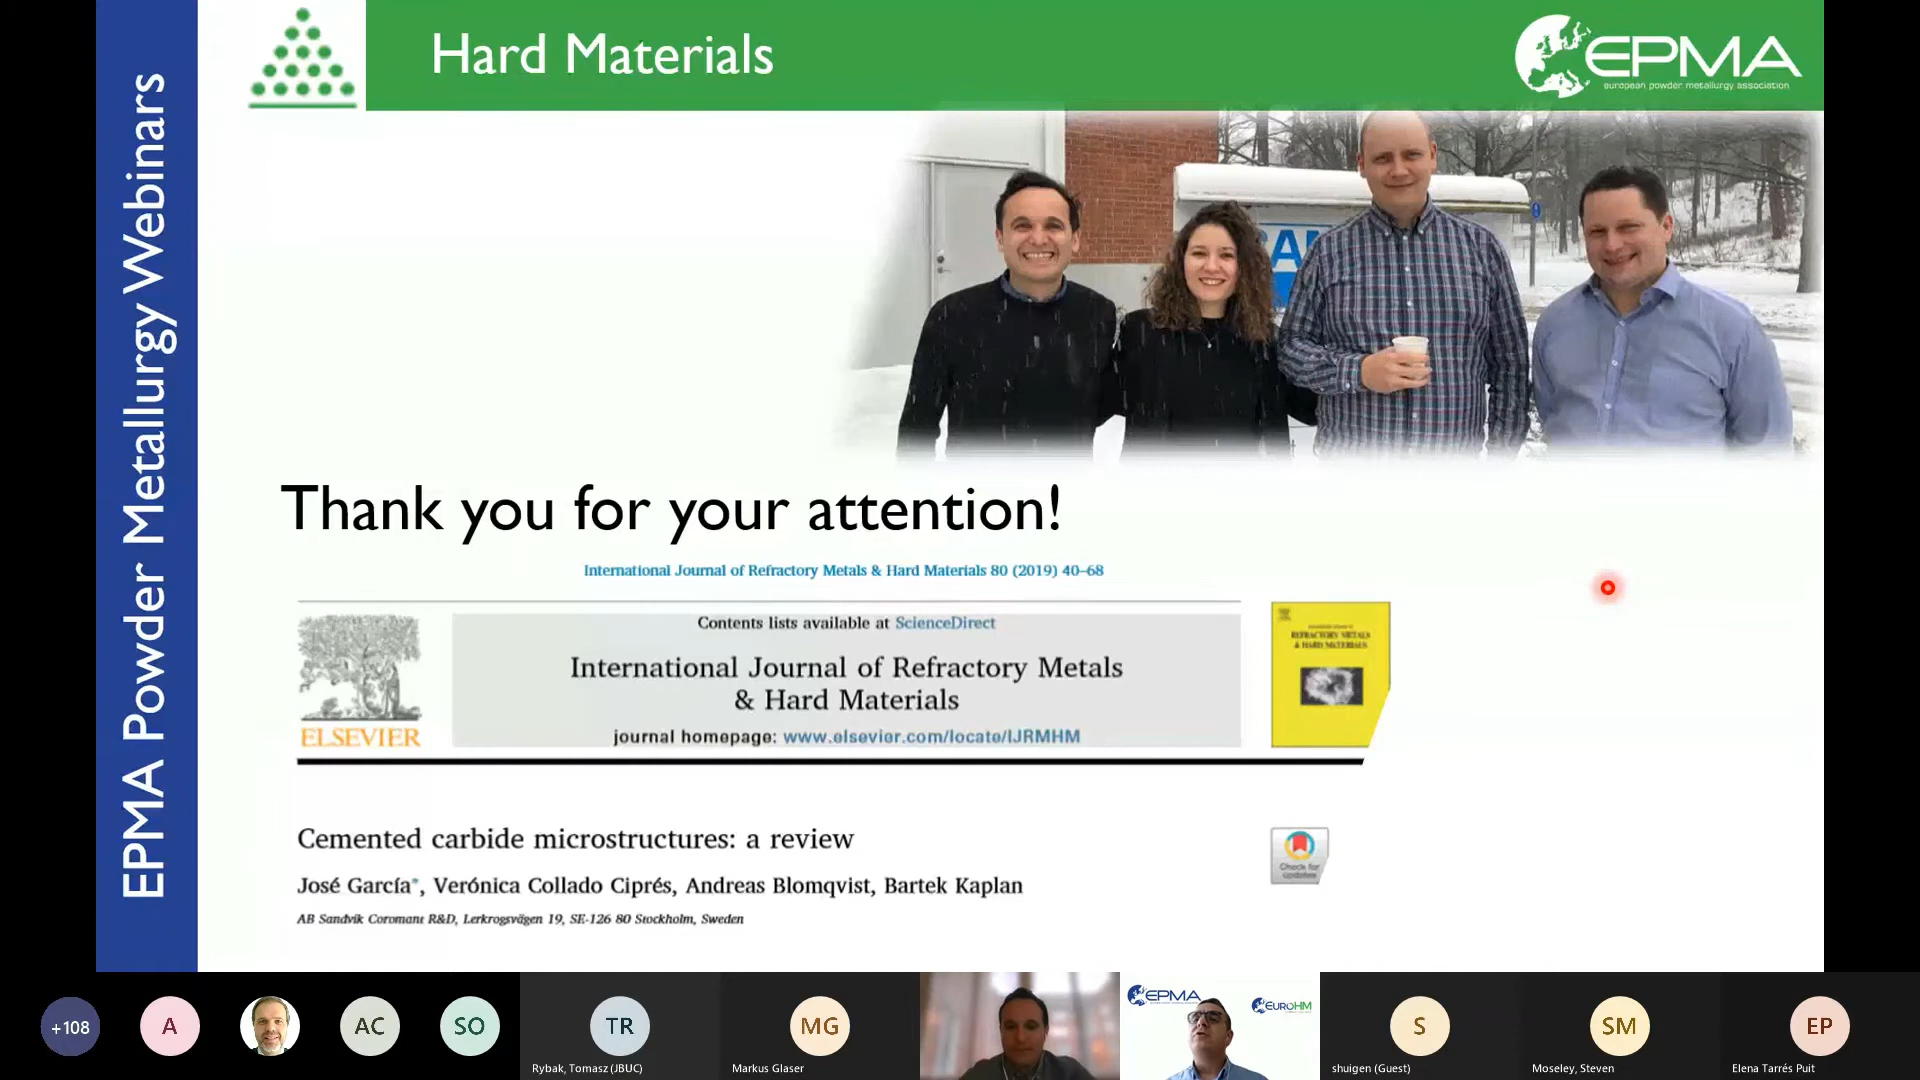 EPMA Powder Metallurgy Webinars
Hard Materials
EPMA
european powder metallurgy association
SAN
Thank you for your attention!
International Journal of Refractory Metals & Hard Materials 80 (2019) 40–68
Contents lists available at ScienceDirect
International Journal of Refractory Metals
& Hard Materials
journal homepage: www.elsevier.com/locate/IJRMHM
ELSEVIER
REFRACTORY METALS
& HARD MATERIALS
Cemented carbide microstructures: a review
Check for
updates
José García*, Verónica Collado Ciprés, Andreas Blomqvist, Bartek Kaplan
AB Sandvik Coromant R&D, Lerkrogsvägen 19, SE-126 80 Stockholm, Sweden
+108
A
AC
SO
TR
Rybak, Tomasz (JBUC)
MG
Markus Glaser
EPMA
EUROHM
S
shuigen (Guest)
SM
Moseley, Steven
EP
Elena Tarrés Puit